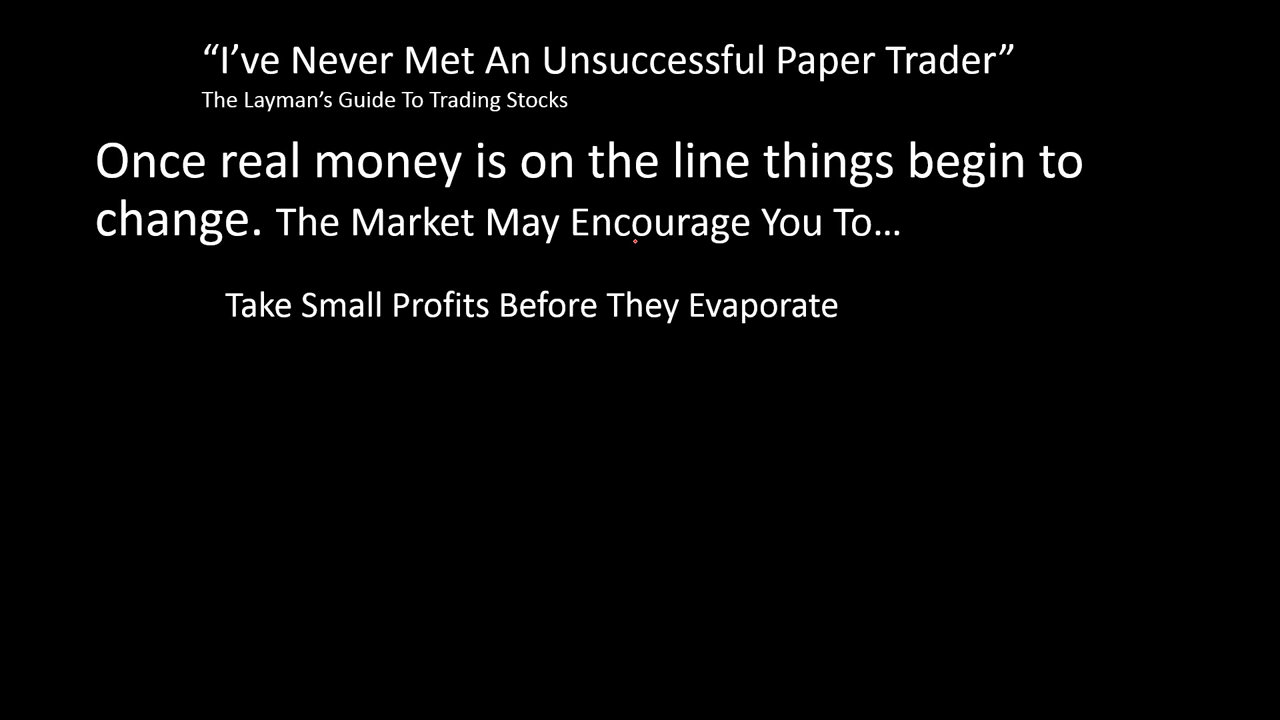 “I’ve Never Met An Unsuccessful Paper Trader”
The Layman’s Guide To Trading Stocks
Once real money is on the line things begin to
change. The Market May Encourage You To…
Take Small Profits Before They Evaporate